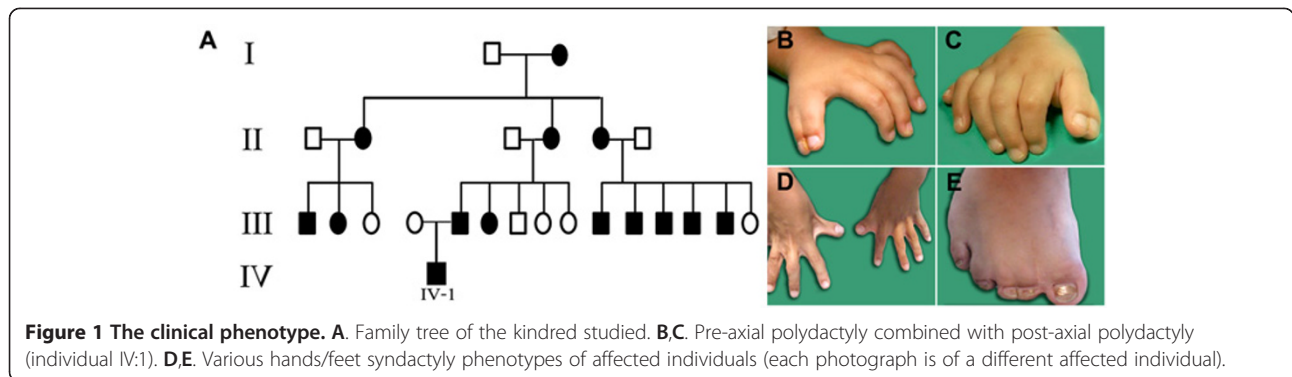 A
I
II
III
IV
IV-1
B
C
D
E
Figure 1 The clinical phenotype. A. Family tree of the kindred studied. B,C. Pre-axial polydactyly combined with post-axial polydactyly
(individual IV:1). D,E. Various hands/feet syndactyly phenotypes of affected individuals (each photograph is of a different affected individual).